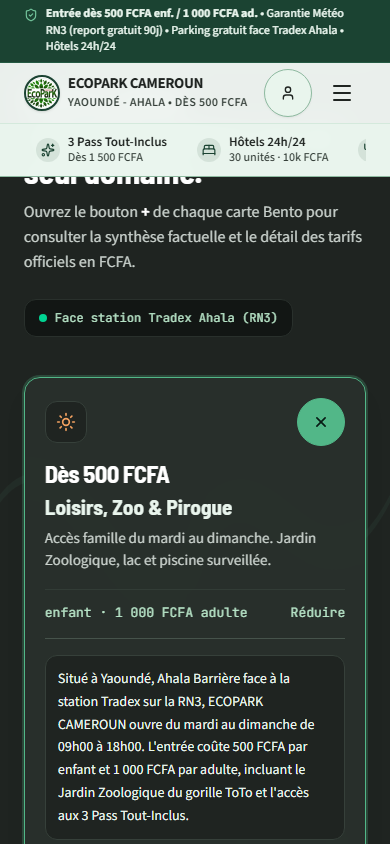 Entrée dès 500 FCFA enf. / 1 000 FCFA ad. • Garantie Météo
RN3 (report gratuit 90j) • Parking gratuit face Tradex Ahala •
Hôtels 24h/24
EcoParK
ECOPARK CAMEROUN
YAOUNDÉ - AHALA • DÈS 500 FCFA
3 Pass Tout-Inclus
Dès 1 500 FCFA
Hôtels 24h/24
30 unités · 10k FCFA
seul domaine.
Ouvrez le bouton + de chaque carte Bento pour
consulter la synthèse factuelle et le détail des tarifs
officiels en FCFA.
Face station Tradex Ahala (RN3)
Dès 500 FCFA
Loisirs, Zoo & Pirogue
Accès famille du mardi au dimanche. Jardin
Zoologique, lac et piscine surveillée.
enfant · 1 000 FCFA adulte
Réduire
Situé à Yaoundé, Ahala Barrière face à la
station Tradex sur la RN3, ECOPARK
CAMEROUN ouvre du mardi au dimanche de
09h00 à 18h00. L'entrée coûte 500 FCFA par
enfant et 1 000 FCFA par adulte, incluant le
Jardin Zoologique du gorille ToTo et l'accès
aux 3 Pass Tout-Inclus.